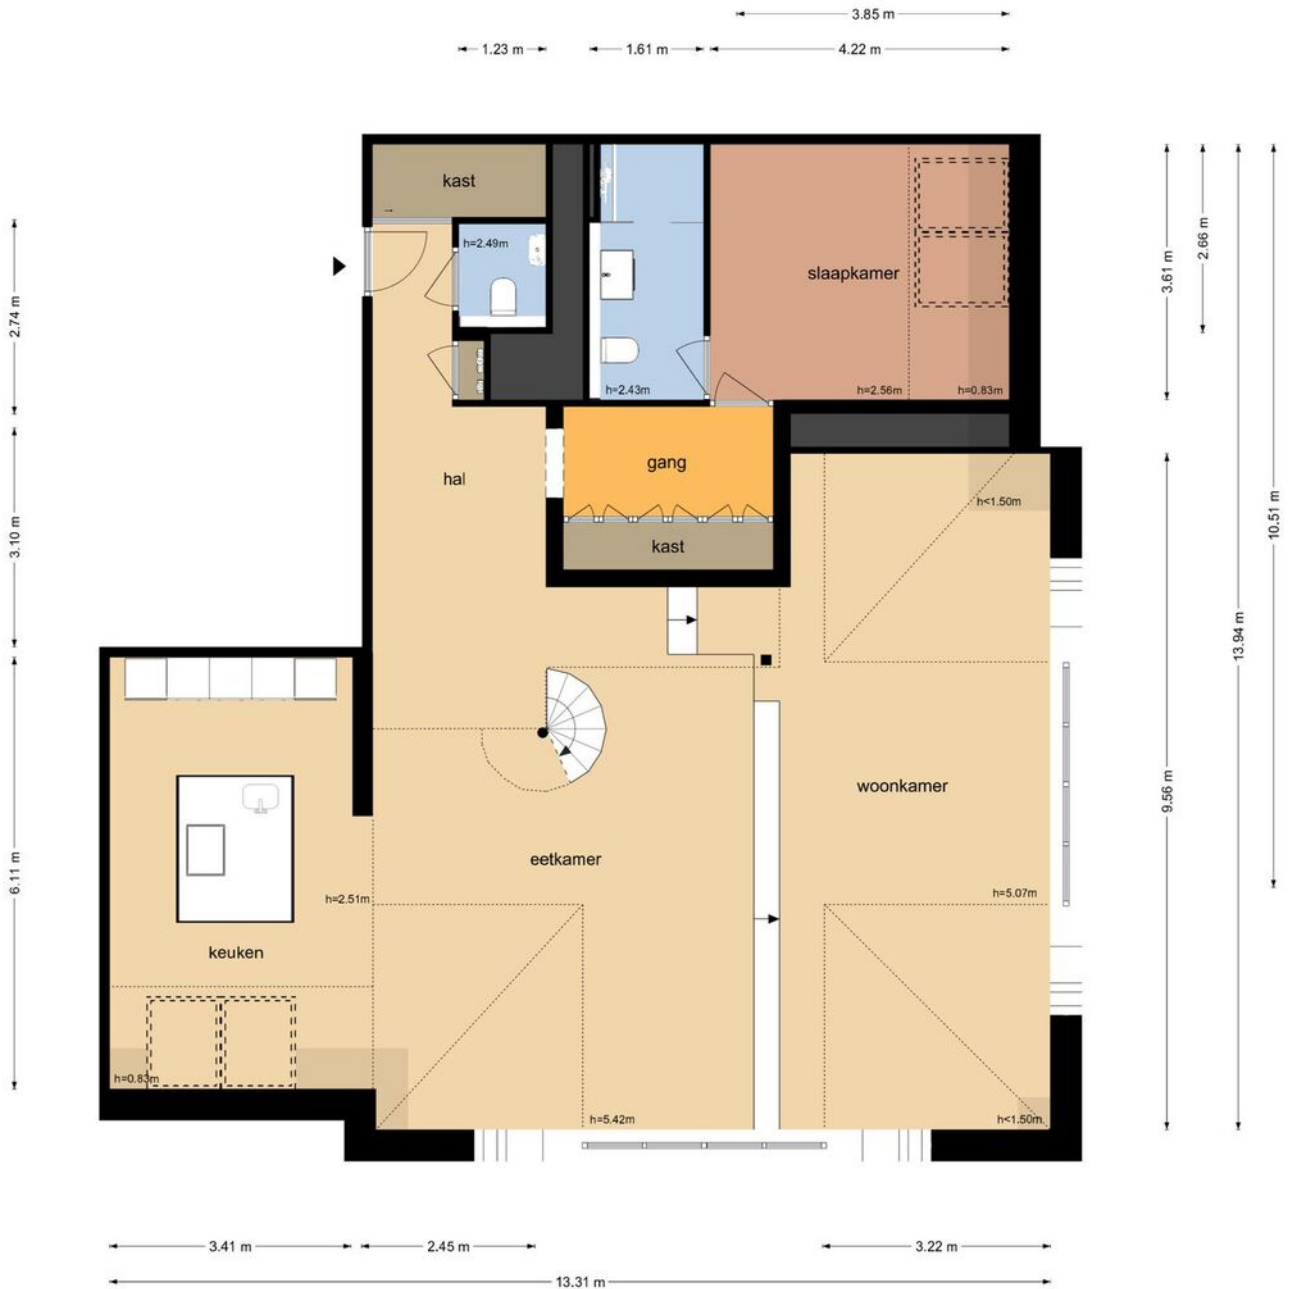 3.85 m
1.23 m
1.61 m
4.22 m
kast
h=2.49m
slaapkamer
2.74 m
3.61 m
2.66 m
h=2.43m
h=2.56m
h=0.83m
hal
gang
h<1.50m
kast
3.10 m
10.51 m
13.94 m
woonkamer
9.56 m
eetkamer
6.11 m
h=2.51m
h=5.07m
keuken
h=0.83m
h=5.42m
h<1.50m
3.41 m
2.45 m
3.22 m
13.31 m